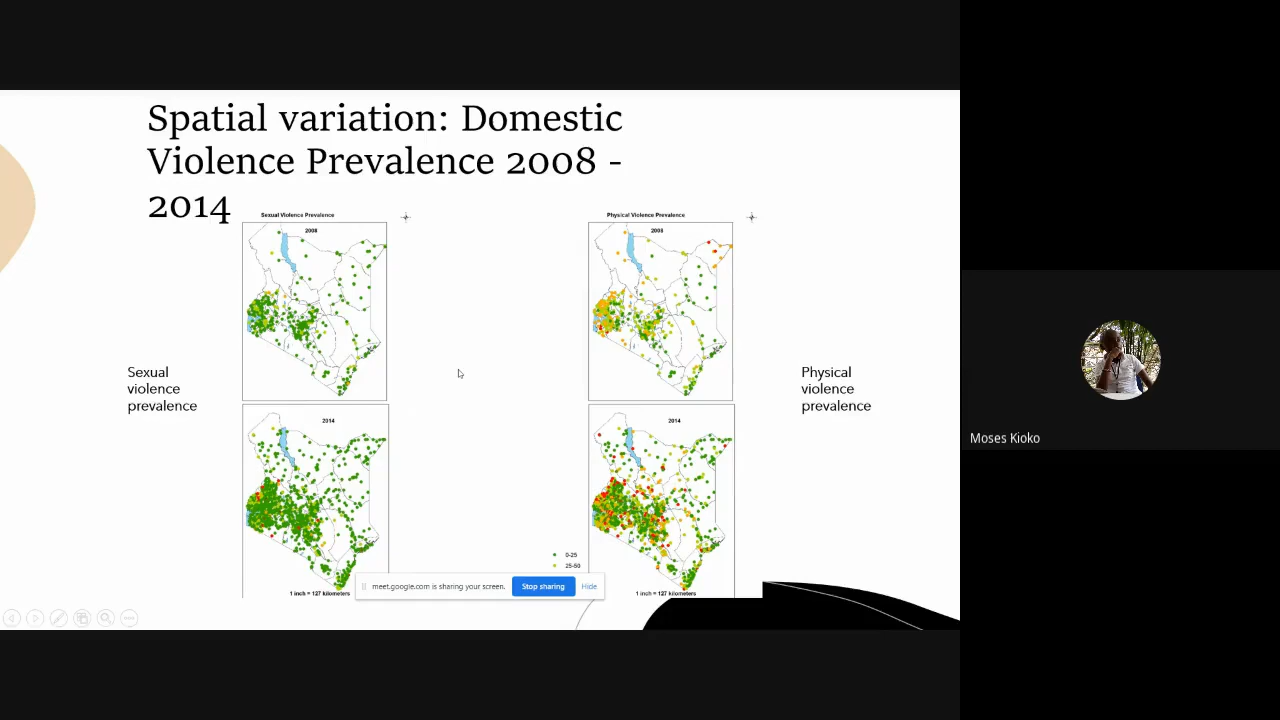 Spatial variation: Domestic
Violence Prevalence 2008 -
2014
Sexual Violence Prevalence
2008
Physical Violence Prevalence
2008
Sexual
violence
prevalence
Physical
violence
prevalence
2014
2014
0-25
25-50
meet.google.com is sharing your screen.
Stop sharing
Hide
1 inch = 127 kilometers
1 inch = 127 kilometers
Moses Kioko